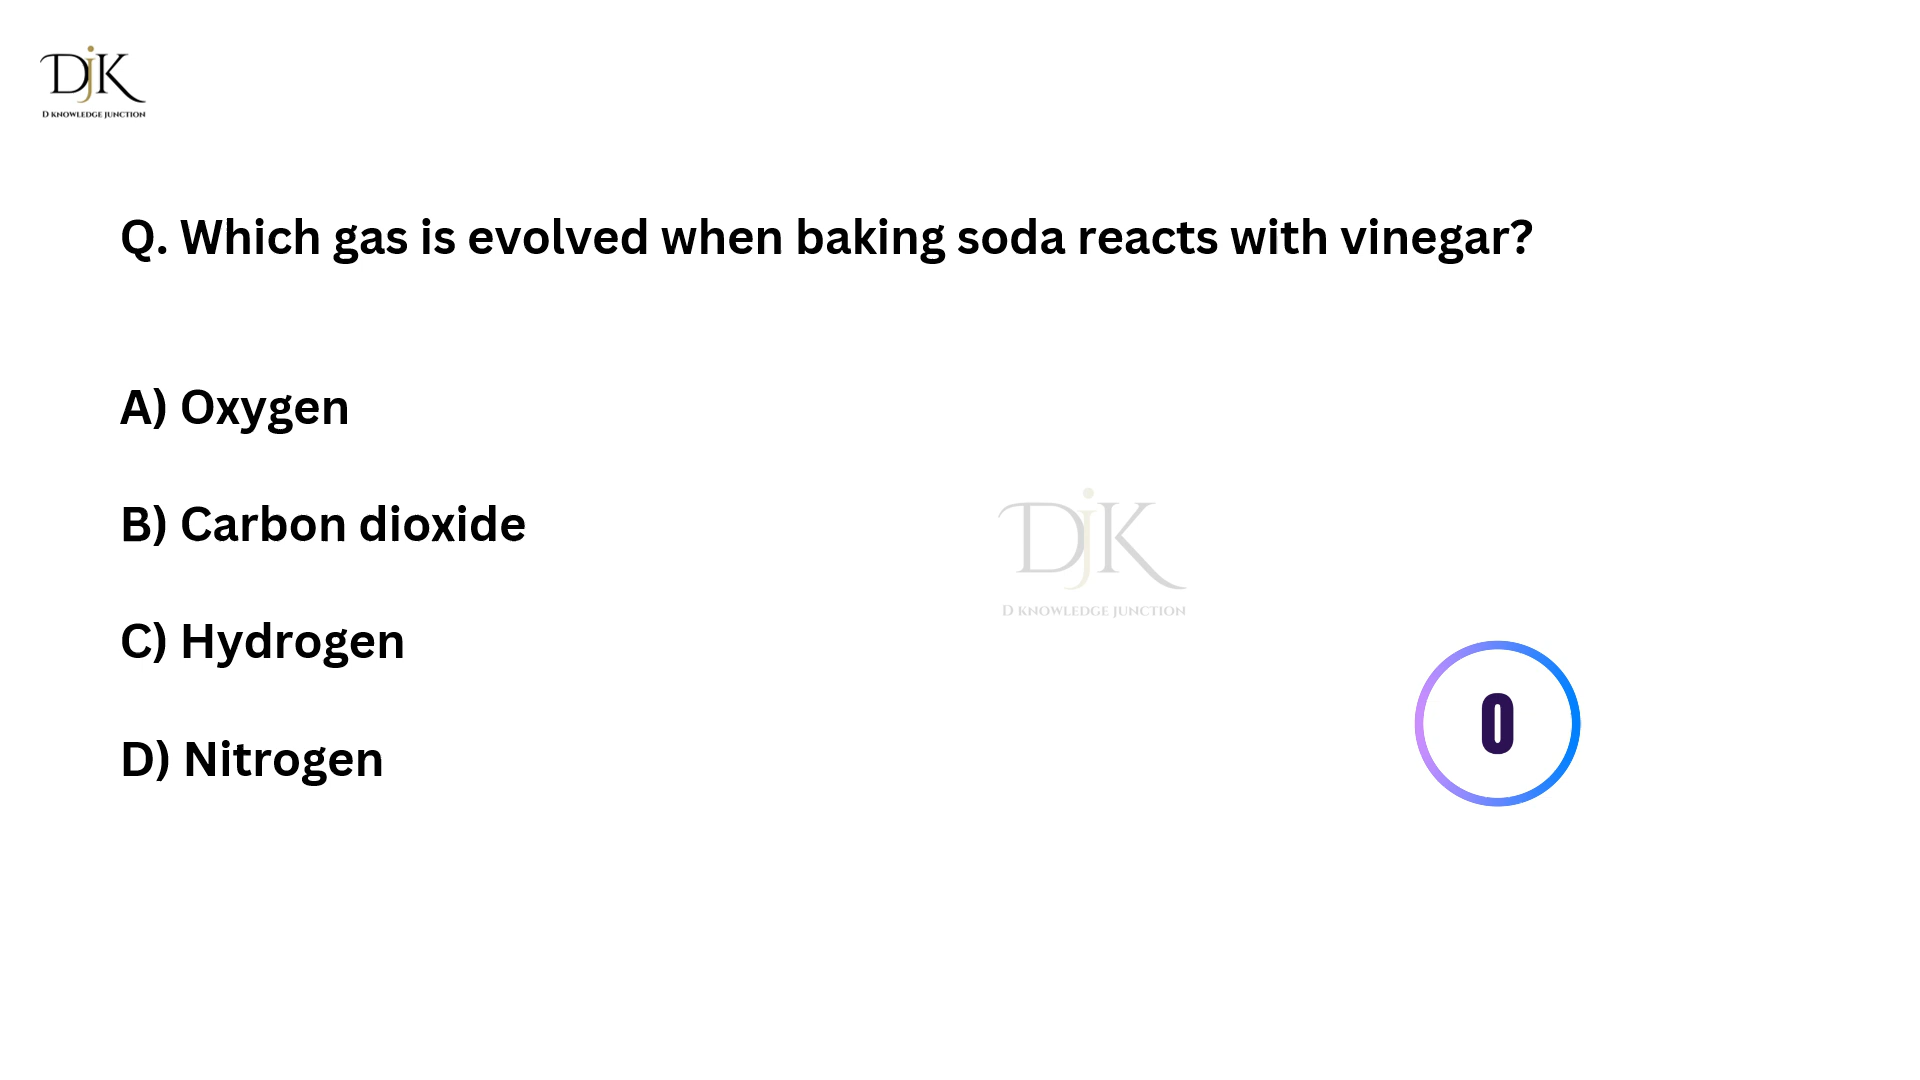 DjK
D KNOWLEDGE JUNCTION
Q. Which gas is evolved when baking soda reacts with vinegar?
A) Oxygen
B) Carbon dioxide
C) Hydrogen
D) Nitrogen
DjK
D KNOWLEDGE JUNCTION
0